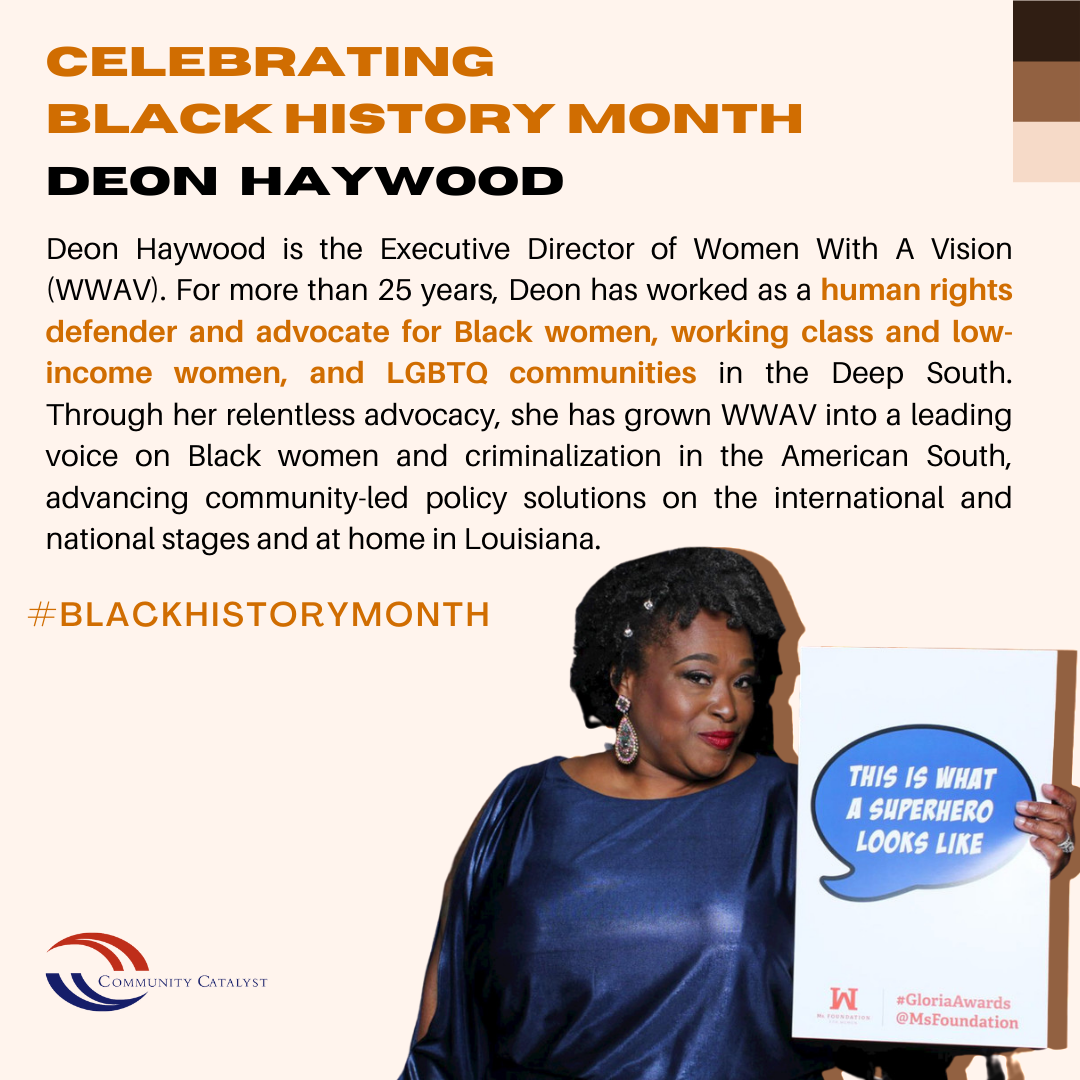 CELEBRATING
BLACK HISTORY MONTH
DEON HAYWOOD
Deon Haywood is the Executive Director of Women With A Vision
(WWAV). For more than 25 years, Deon has worked as a human rights
defender and advocate for Black women, working class and low-
income women, and LGBTQ communities in the Deep South.
Through her relentless advocacy, she has grown WWAV into a leading
voice on Black women and criminalization in the American South,
advancing community-led policy solutions on the international and
national stages and at home in Louisiana.
#BLACKHISTORYMONTH
THIS IS WHAT
A SUPERHERO
LOOKS LIKE
COMMUNITY CATALYST
Ms FOUNDATION
FOR WOMEN
#GloriaAwards
@MsFoundation